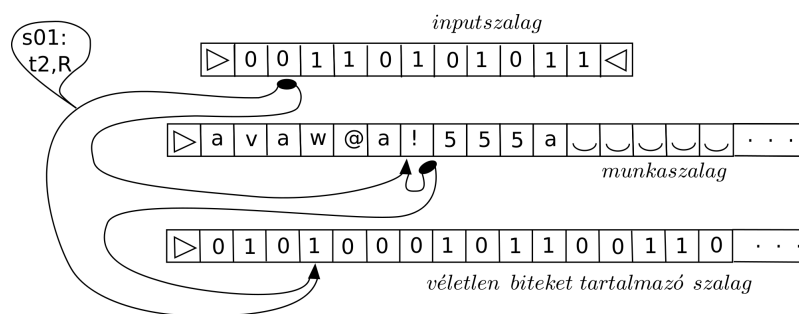 inputszalag
s01:
t2,R
▷ 0 0 1 1 0 1 0 1 0 1 1 ◁
▷ a v a w @ a ! 5 5 5 a ⏝ ⏝ ⏝ ⏝ ⏝ . . .
munkaszalag
▷ 0 1 0 1 0 0 0 1 0 1 1 0 0 1 1 0 . . .
véletlen biteket tartalmazó szalag